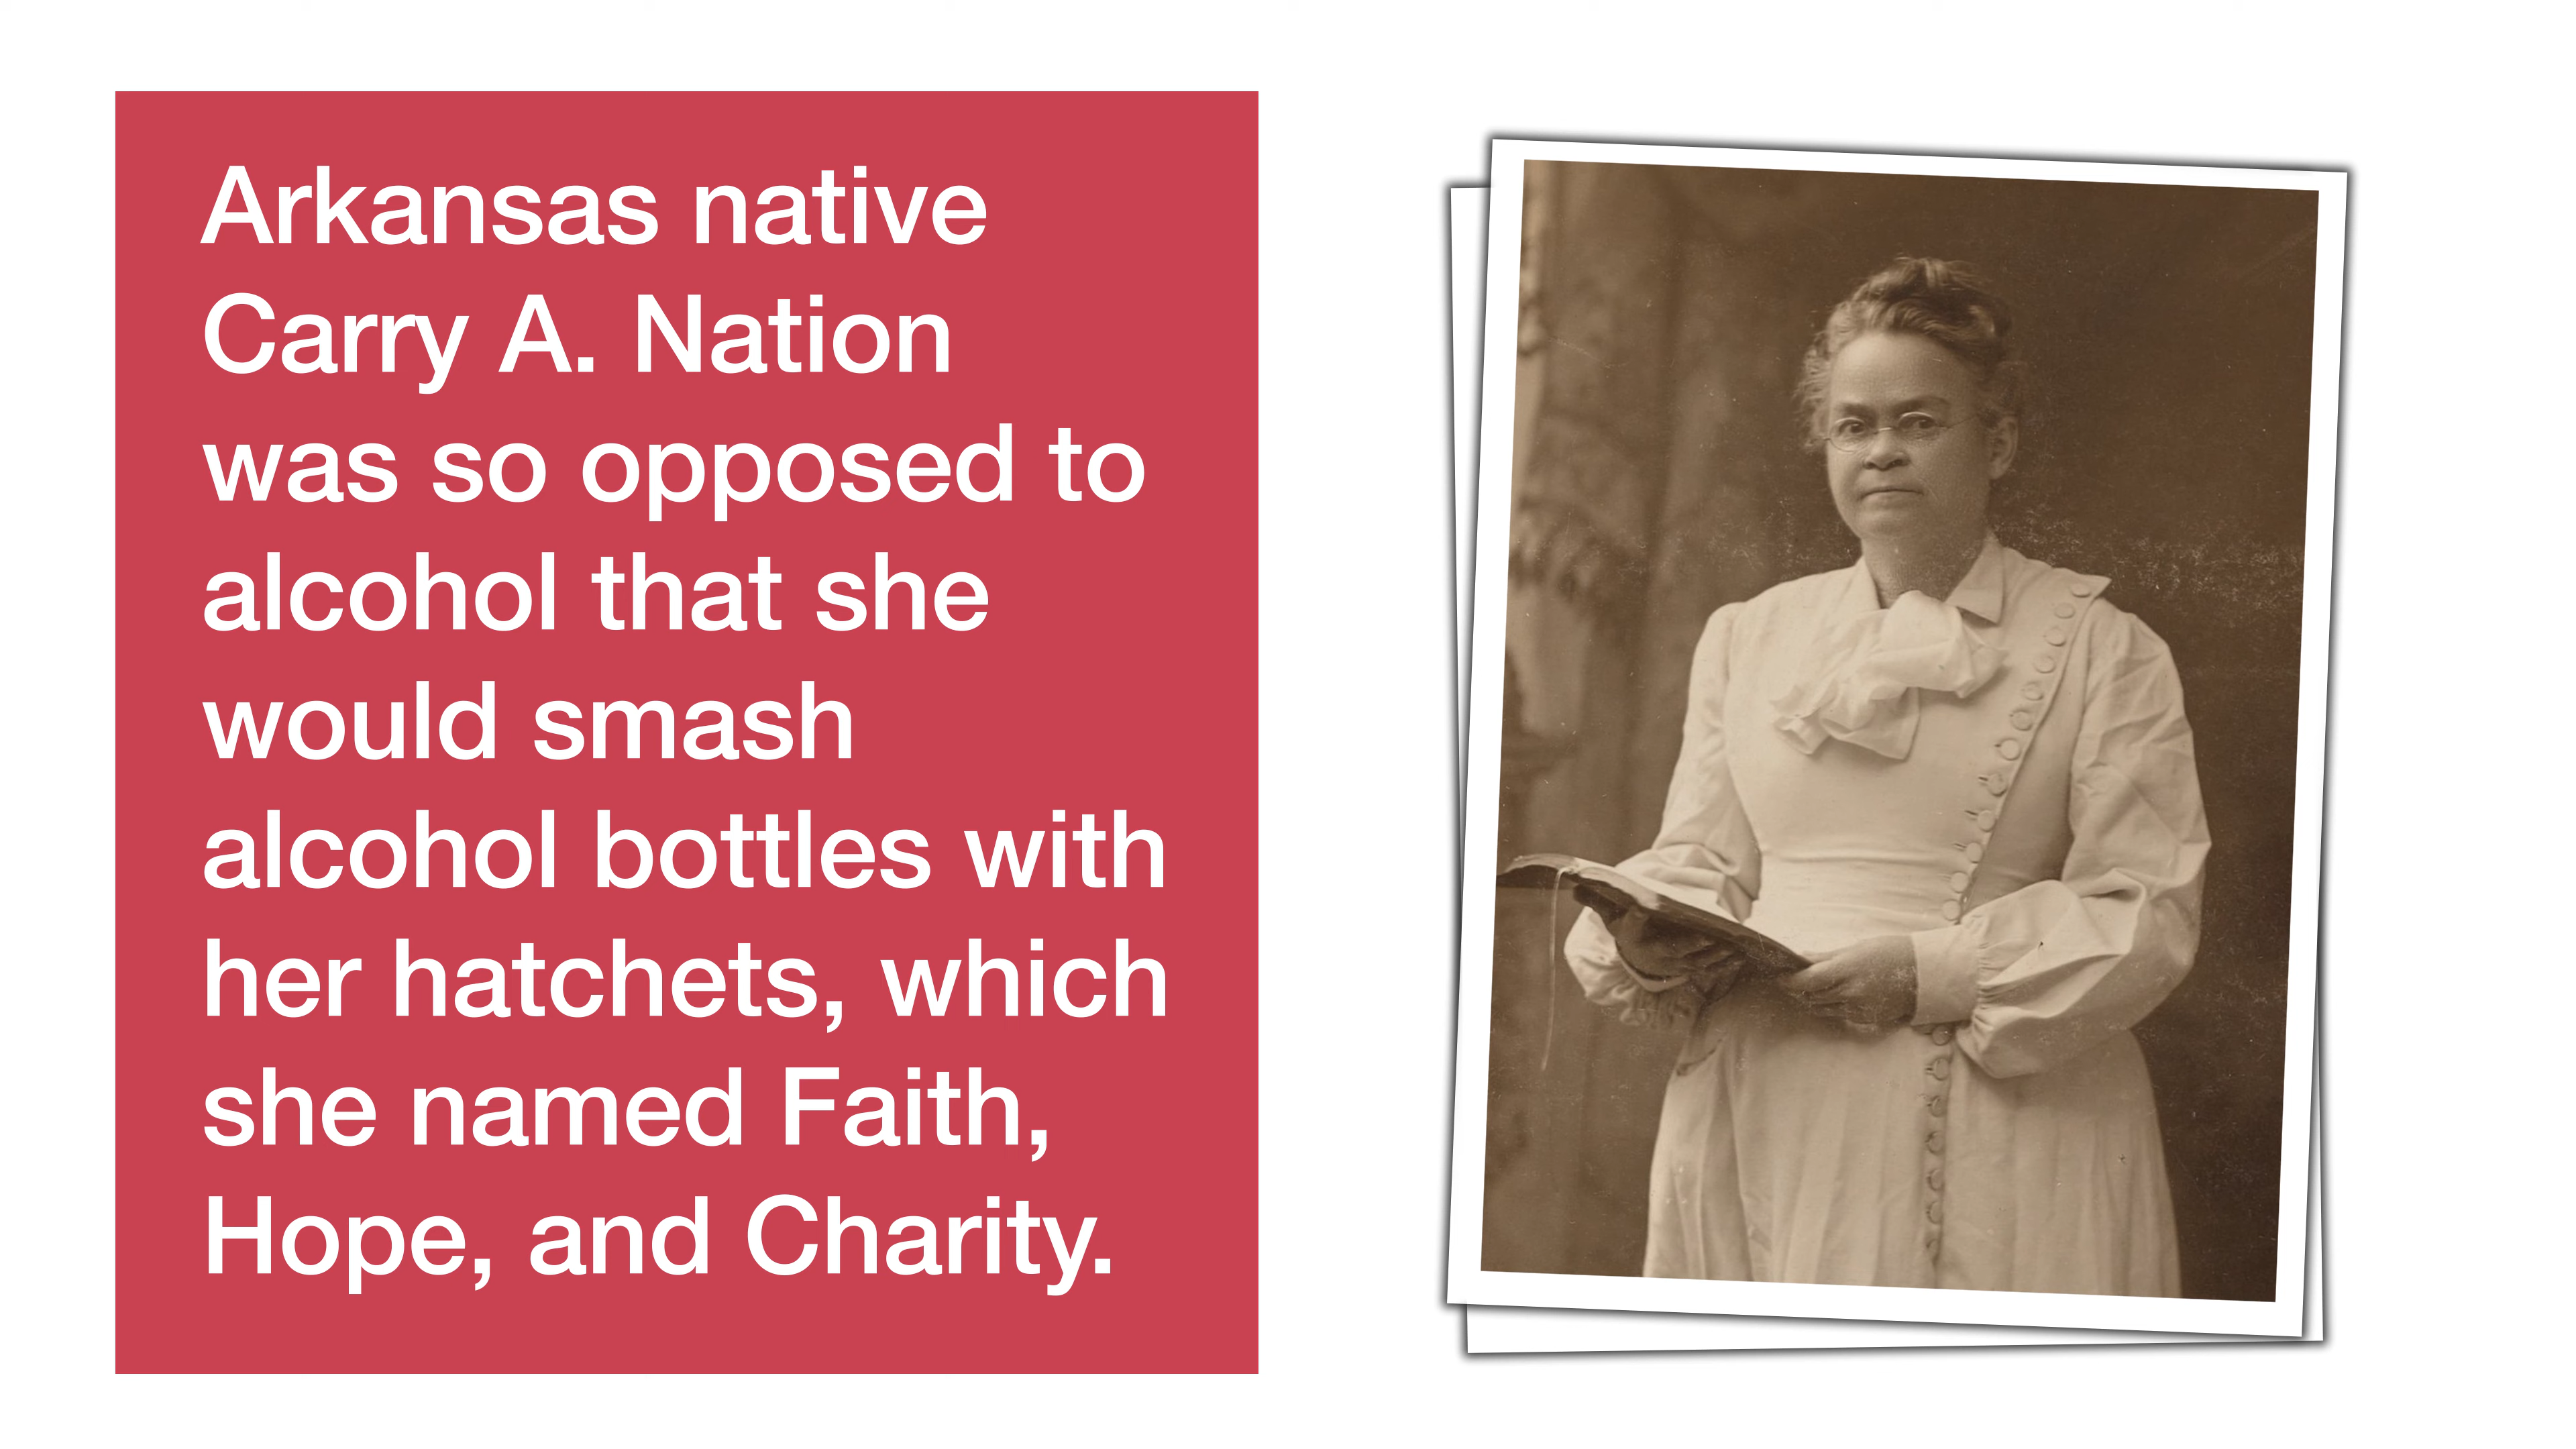 Arkansas native
Carry A. Nation
was so opposed to
alcohol that she
would smash
alcohol bottles with
her hatchets, which
she named Faith,
Hope, and Charity.